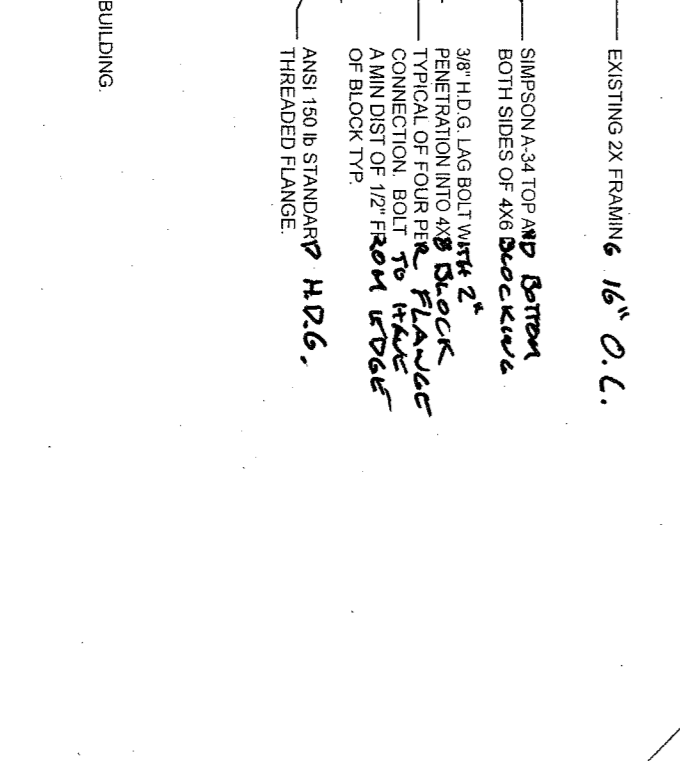 EXISTING 2X FRAMING 16" O.C.
SIMPSON A-34 TOP AND BOTTOM
BOTH SIDES OF 4X6 BLOCKING
3/8" H.D.G. LAG BOLT WITH 2"
PENETRATION INTO 4X8 BLOCK
TYPICAL OF FOUR PER FLANGE
CONNECTION. BOLT TO HAVE
A MIN DIST OF 1/2" FROM EDGE
OF BLOCK TYP.
ANSI 150 lb STANDARD H.D.G.
THREADED FLANGE.
BUILDING.